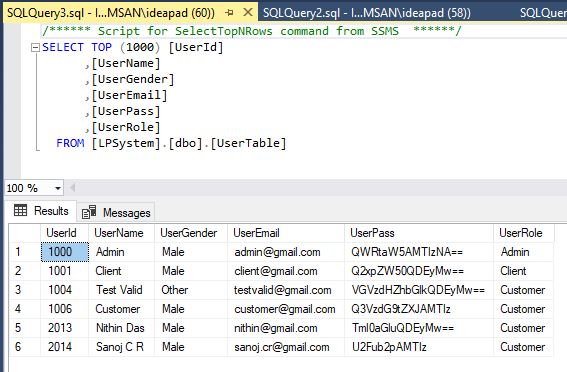 SQLQuery3.sql - I...MSAN\ideapad (60)) SQLQuery2.sql - I...MSAN\ideapad (58)) SQLQue
/****** Script for SelectTopNRows command from SSMS ******/
SELECT TOP (1000) [UserId]
,[UserName]
,[UserGender]
,[UserEmail]
,[UserPass]
,[UserRole]
FROM [LPSystem].[dbo].[UserTable]
100 %
Results Messages
UserId UserName UserGender UserEmail UserPass UserRole
1 1000 Admin Male admin@gmail.com QWRtaW5AMTIzNA== Admin
2 1001 Client Male client@gmail.com Q2xpZW50QDEyMw== Client
3 1004 Test Valid Other testvalid@gmail.com VGVzdHZhbGlkQDEyMw== Customer
4 1006 Customer Male customer@gmail.com Q3VzdG9tZXJAMTIz Customer
5 2013 Nithin Das Male nithin@gmail.com Tml0aGluQDEyMw== Customer
6 2014 Sanoj C R Male sanoj.cr@gmail.com U2Fub2pAMTIz Customer